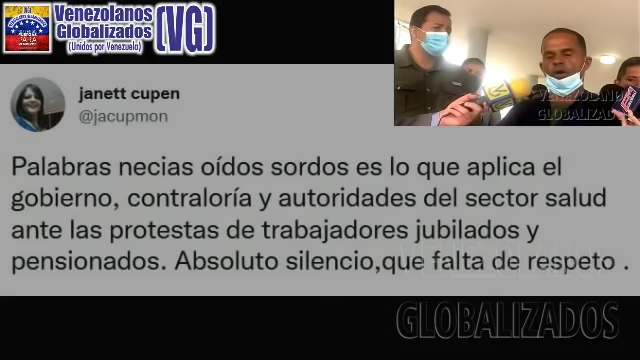 Venezolanos
Globalizados
(Unidos por Venezuela)
(VG)
janett cupen
@jacupmon
Palabras necias oídos sordos es lo que aplica el
gobierno, contraloría y autoridades del sector salud
ante las protestas de trabajadores jubilados y
pensionados. Absoluto silencio,que falta de respeto .
VENEZOLANOS
GLOBALIZADOS
GLOBALIZADOS